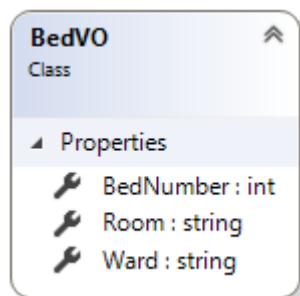 BedVO
Class
Properties
BedNumber : int
Room : string
Ward : string